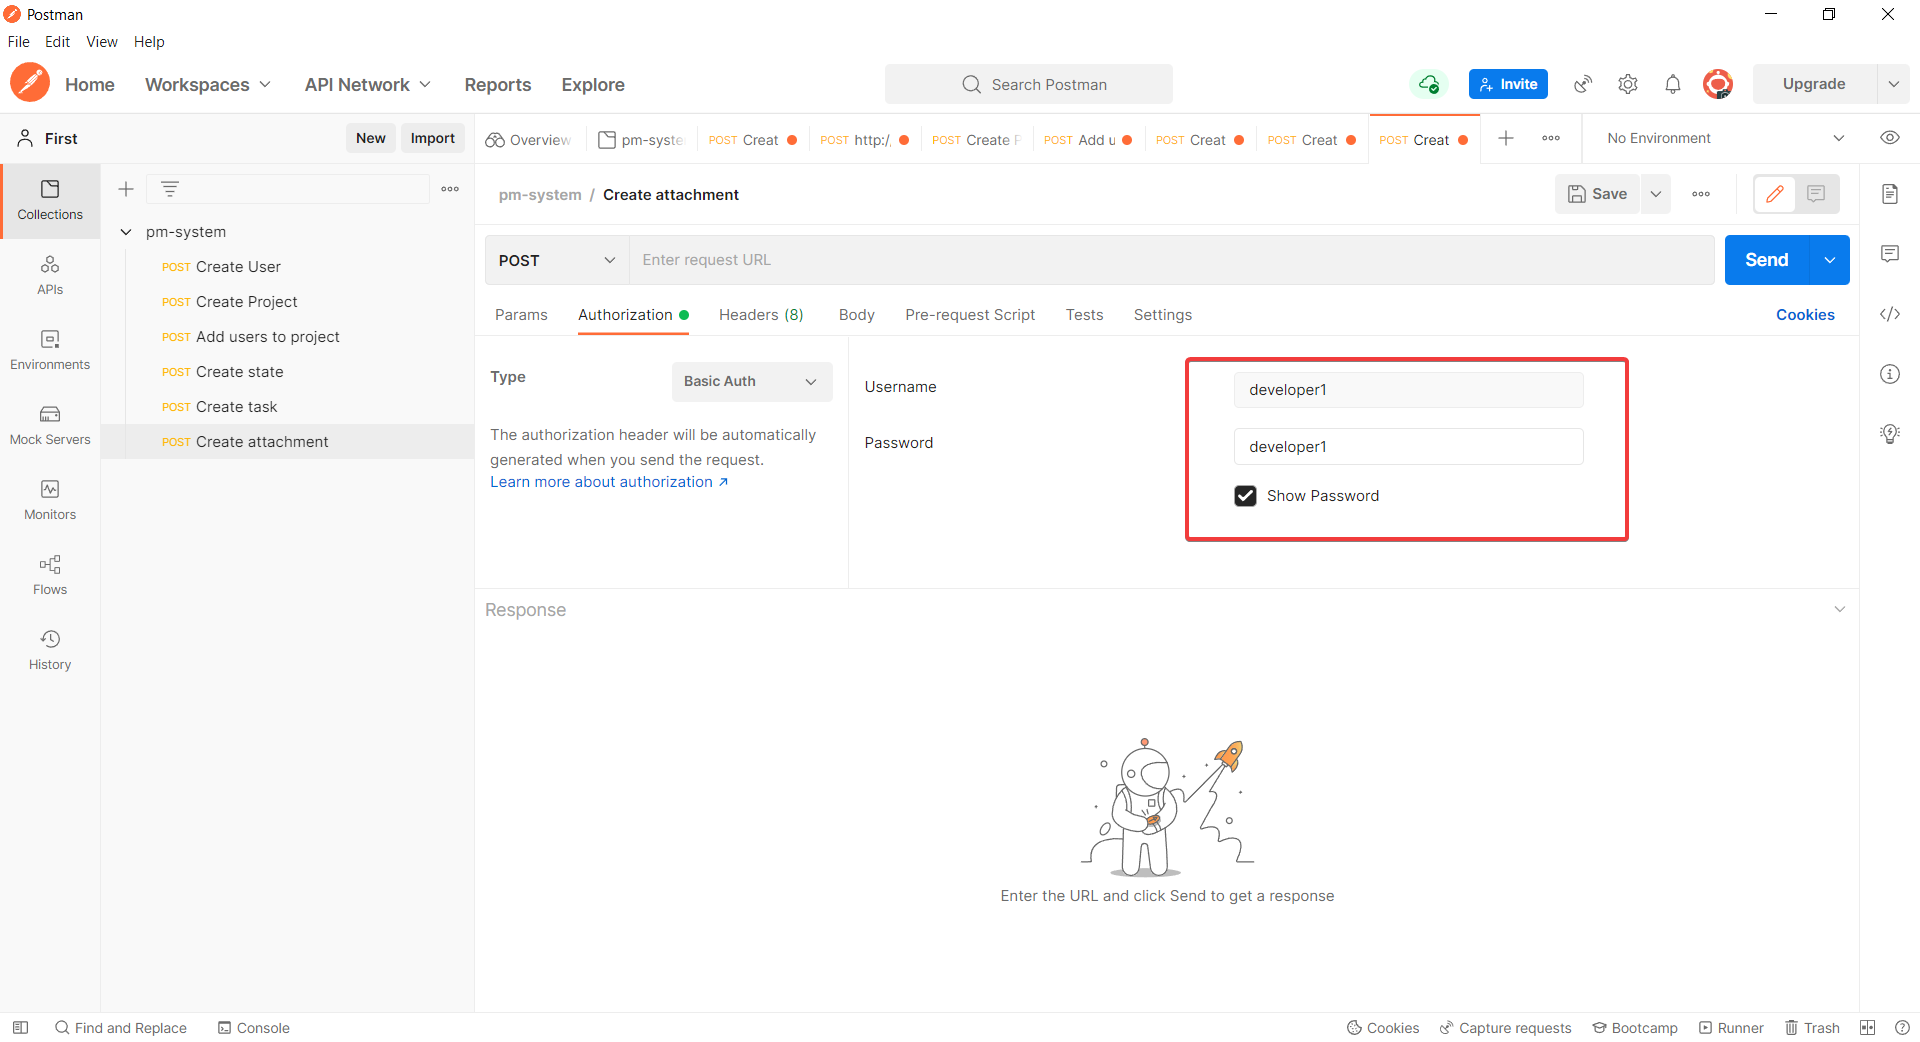 Postman
File Edit View Help
Home Workspaces API Network Reports Explore Search Postman Invite Upgrade
First New Import Overview pm-syste POST Creat POST http:/, POST Create POST Add u POST Creat POST Creat POST Creat No Environment
Collections
APIs
Environments
Mock Servers
Monitors
Flows
History
pm-system
POST Create User
POST Create Project
POST Add users to project
POST Create state
POST Create task
POST Create attachment
pm-system / Create attachment Save
POST Enter request URL Send
Params Authorization Headers (8) Body Pre-request Script Tests Settings Cookies
Type Basic Auth
The authorization header will be automatically
generated when you send the request.
Learn more about authorization
Username developer1
Password developer1
Show Password
Response
Enter the URL and click Send to get a response
Find and Replace Console Cookies Capture requests Bootcamp Runner Trash